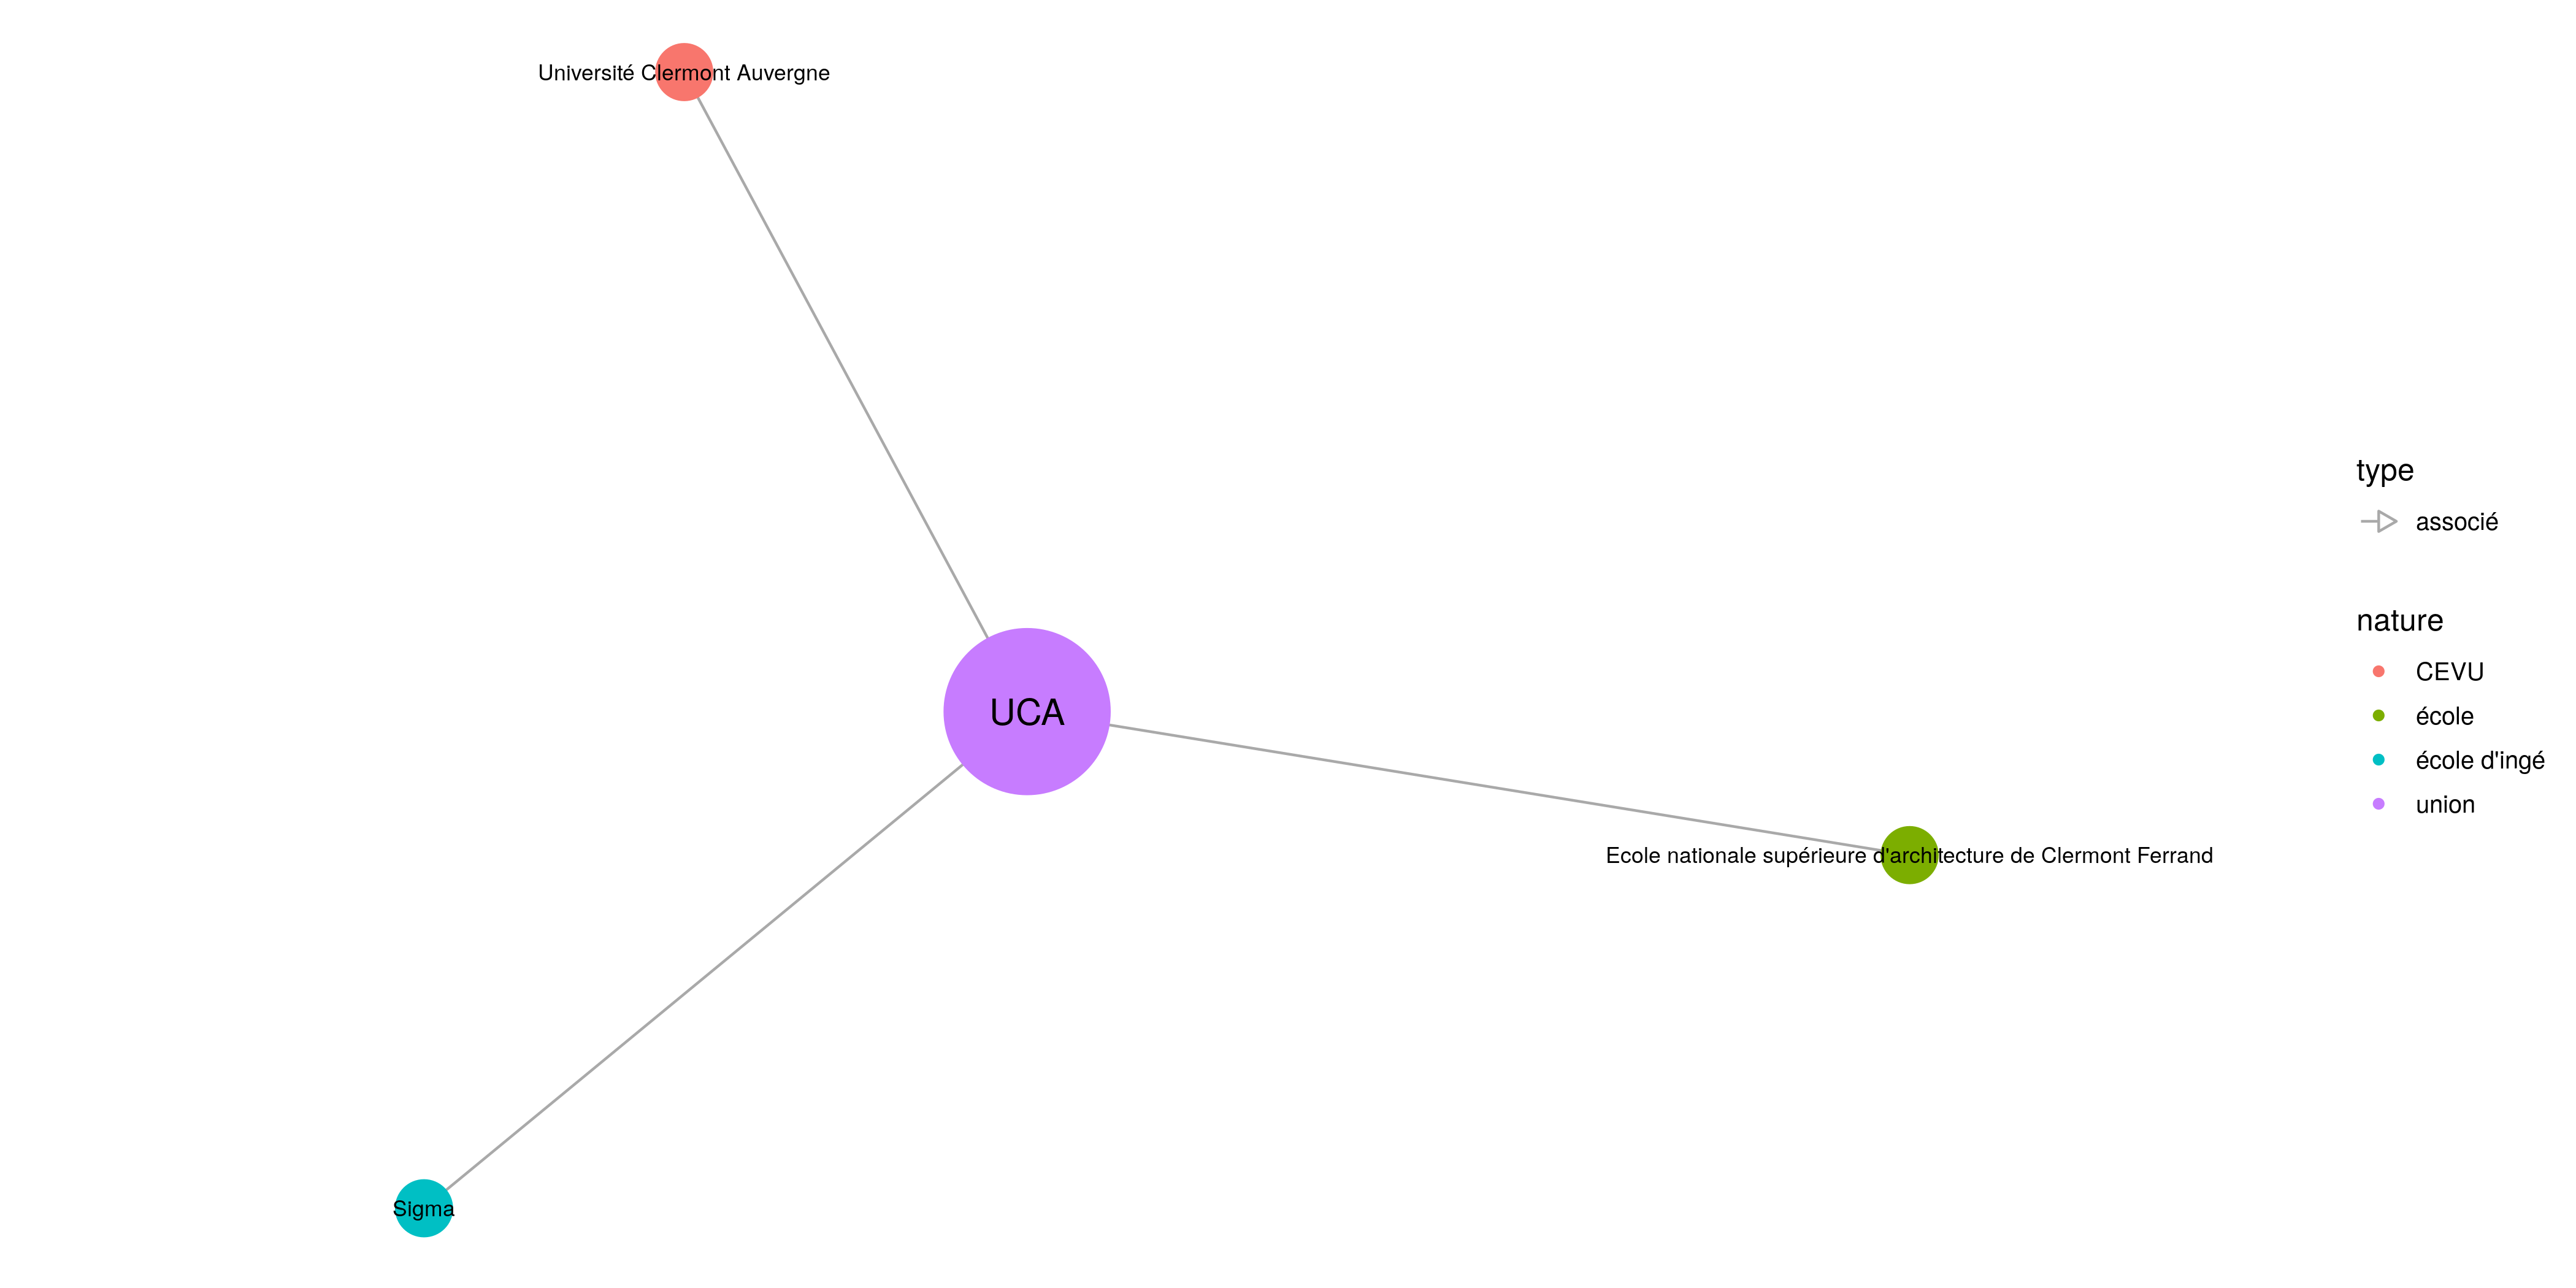 Université Clermont Auvergne
UCA
Ecole nationale supérieure d'architecture de Clermont Ferrand
Sigma
type
associé
nature
CEVU
école
école d'ingé
union